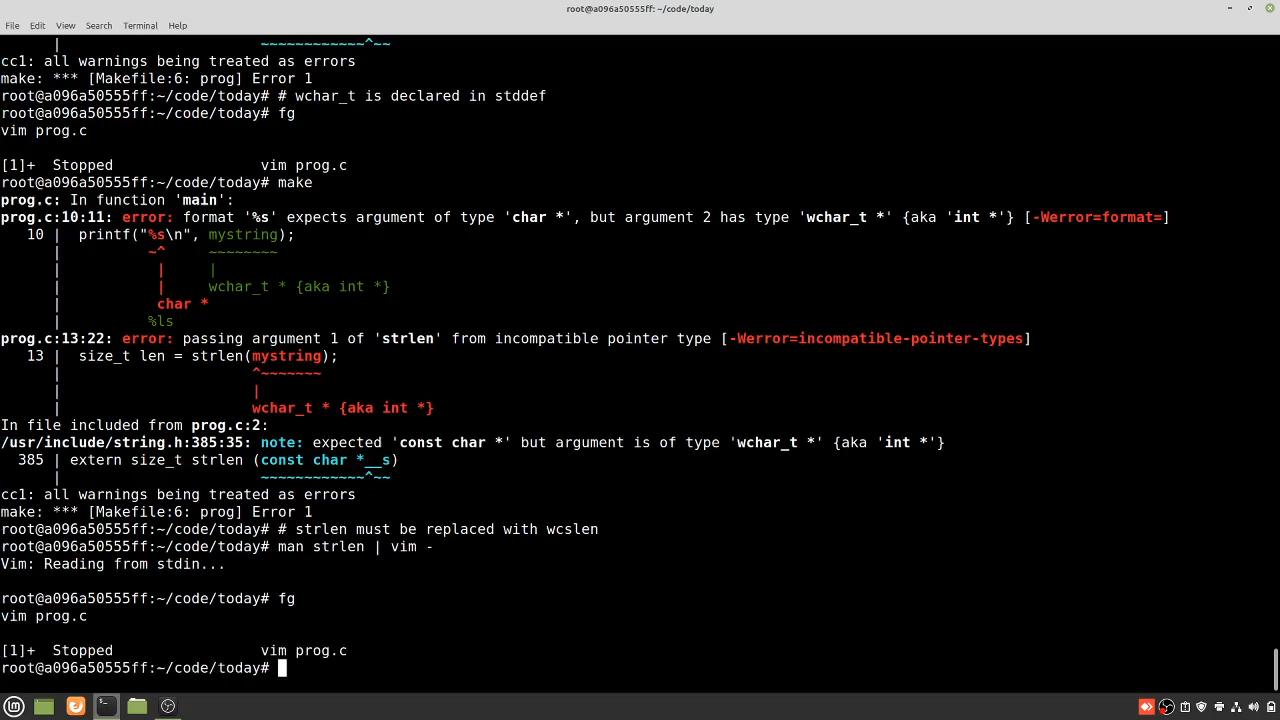 root@a096a50555ff: ~/code/today
File Edit View Search Terminal Help
| ~~~~~~~~~~~~^~~
cc1: all warnings being treated as errors
make: *** [Makefile:6: prog] Error 1
root@a096a50555ff:~/code/today# # wchar_t is declared in stddef
root@a096a50555ff:~/code/today# fg
vim prog.c
[1]+  Stopped                 vim prog.c
root@a096a50555ff:~/code/today# make
prog.c: In function 'main':
prog.c:10:11: error: format '%s' expects argument of type 'char *', but argument 2 has type 'wchar_t *' {aka 'int *'} [-Werror=format=]
   10 |  printf("%s\n", mystring);
      |          ~^     ~~~~~~~~
      |           |     |
      |           |     wchar_t * {aka int *}
      |           char *
      |          %ls
prog.c:13:22: error: passing argument 1 of 'strlen' from incompatible pointer type [-Werror=incompatible-pointer-types]
   13 |  size_t len = strlen(mystring);
      |                      ^~~~~~~~
      |                      |
      |                      wchar_t * {aka int *}
In file included from prog.c:2:
/usr/include/string.h:385:35: note: expected 'const char *' but argument is of type 'wchar_t *' {aka 'int *'}
  385 | extern size_t strlen (const char *__s)
      |                       ~~~~~~~~~~~~^~~
cc1: all warnings being treated as errors
make: *** [Makefile:6: prog] Error 1
root@a096a50555ff:~/code/today# # strlen must be replaced with wcslen
root@a096a50555ff:~/code/today# man strlen | vim -
Vim: Reading from stdin...
root@a096a50555ff:~/code/today# fg
vim prog.c
[1]+  Stopped                 vim prog.c
root@a096a50555ff:~/code/today#